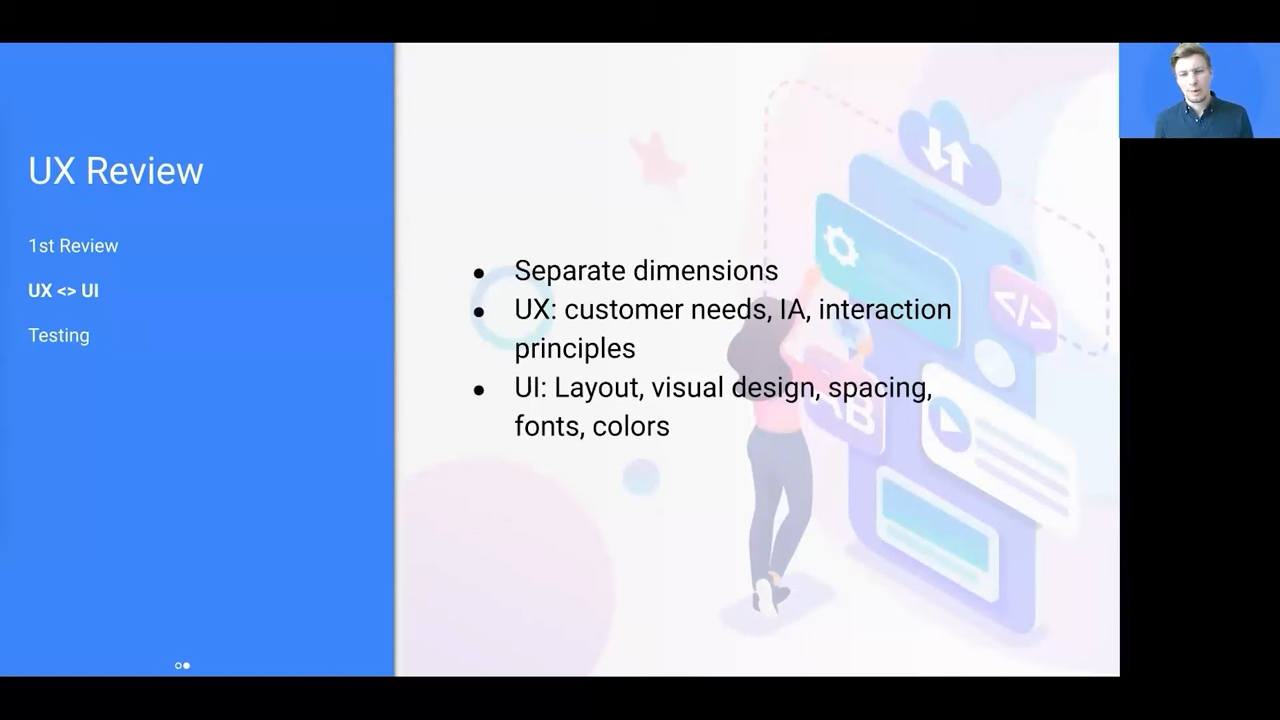 UX Review
1st Review
UX <> UI
Testing
● Separate dimensions
● UX: customer needs, IA, interaction
principles
● UI: Layout, visual design, spacing,
fonts, colors
</>
AB